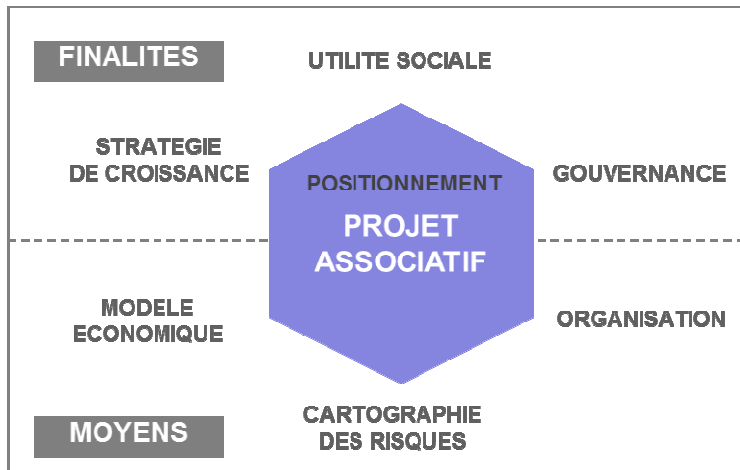 FINALITES
UTILITE SOCIALE
STRATEGIE
DE CROISSANCE
POSITIONNEMENT
GOUVERNANCE
PROJET
ASSOCIATIF
MODELE
ECONOMIQUE
ORGANISATION
CARTOGRAPHIE
DES RISQUES
MOYENS